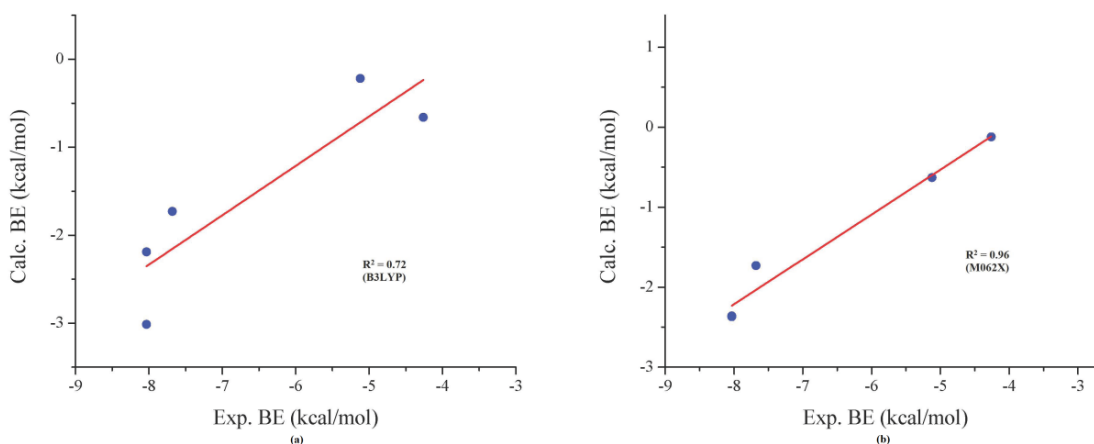 0
-1
-2
-3
Calc. BE (kcal/mol)
R² = 0.72
(B3LYP)
-9 -8 -7 -6 -5 -4 -3
Exp. BE (kcal/mol)
(a)
1
0
-1
-2
-3
Calc. BE (kcal/mol)
R² = 0.96
(M062X)
-9 -8 -7 -6 -5 -4
Exp. BE (kcal/mol)
(b)